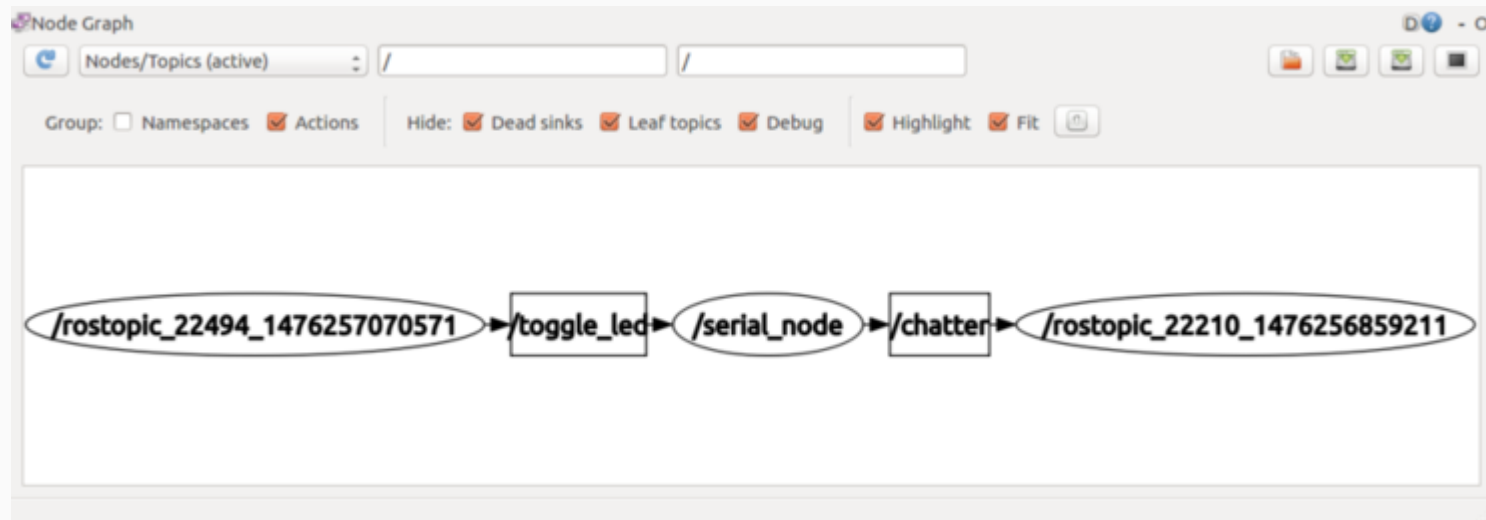 Node Graph D? - O
Nodes/Topics (active) / /
Group: Namespaces Actions Hide: Dead sinks Leaf topics Debug Highlight Fit
/rostopic_22494_1476257070571 /toggle_led /serial_node /chatter /rostopic_22210_1476256859211